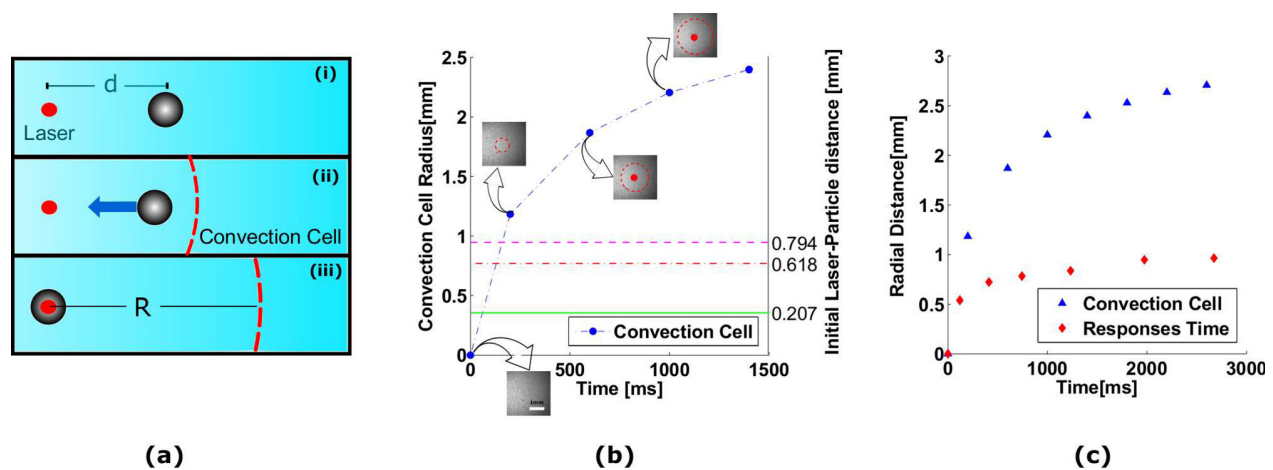 (i)
d
Laser
(ii)
Convection Cell
(iii)
R
(a)
Convection Cell Radius[mm]
2.5
2
1.5
1
0.5
0
0
500
1000
1500
Time [ms]
1mm
Convection Cell
0.794
0.618
0.207
Initial Laser-Particle distance [mm]
(b)
Radial Distance[mm]
3
2.5
2
1.5
1
0.5
0
0
1000
2000
3000
Time[ms]
Convection Cell
Responses Time
(c)